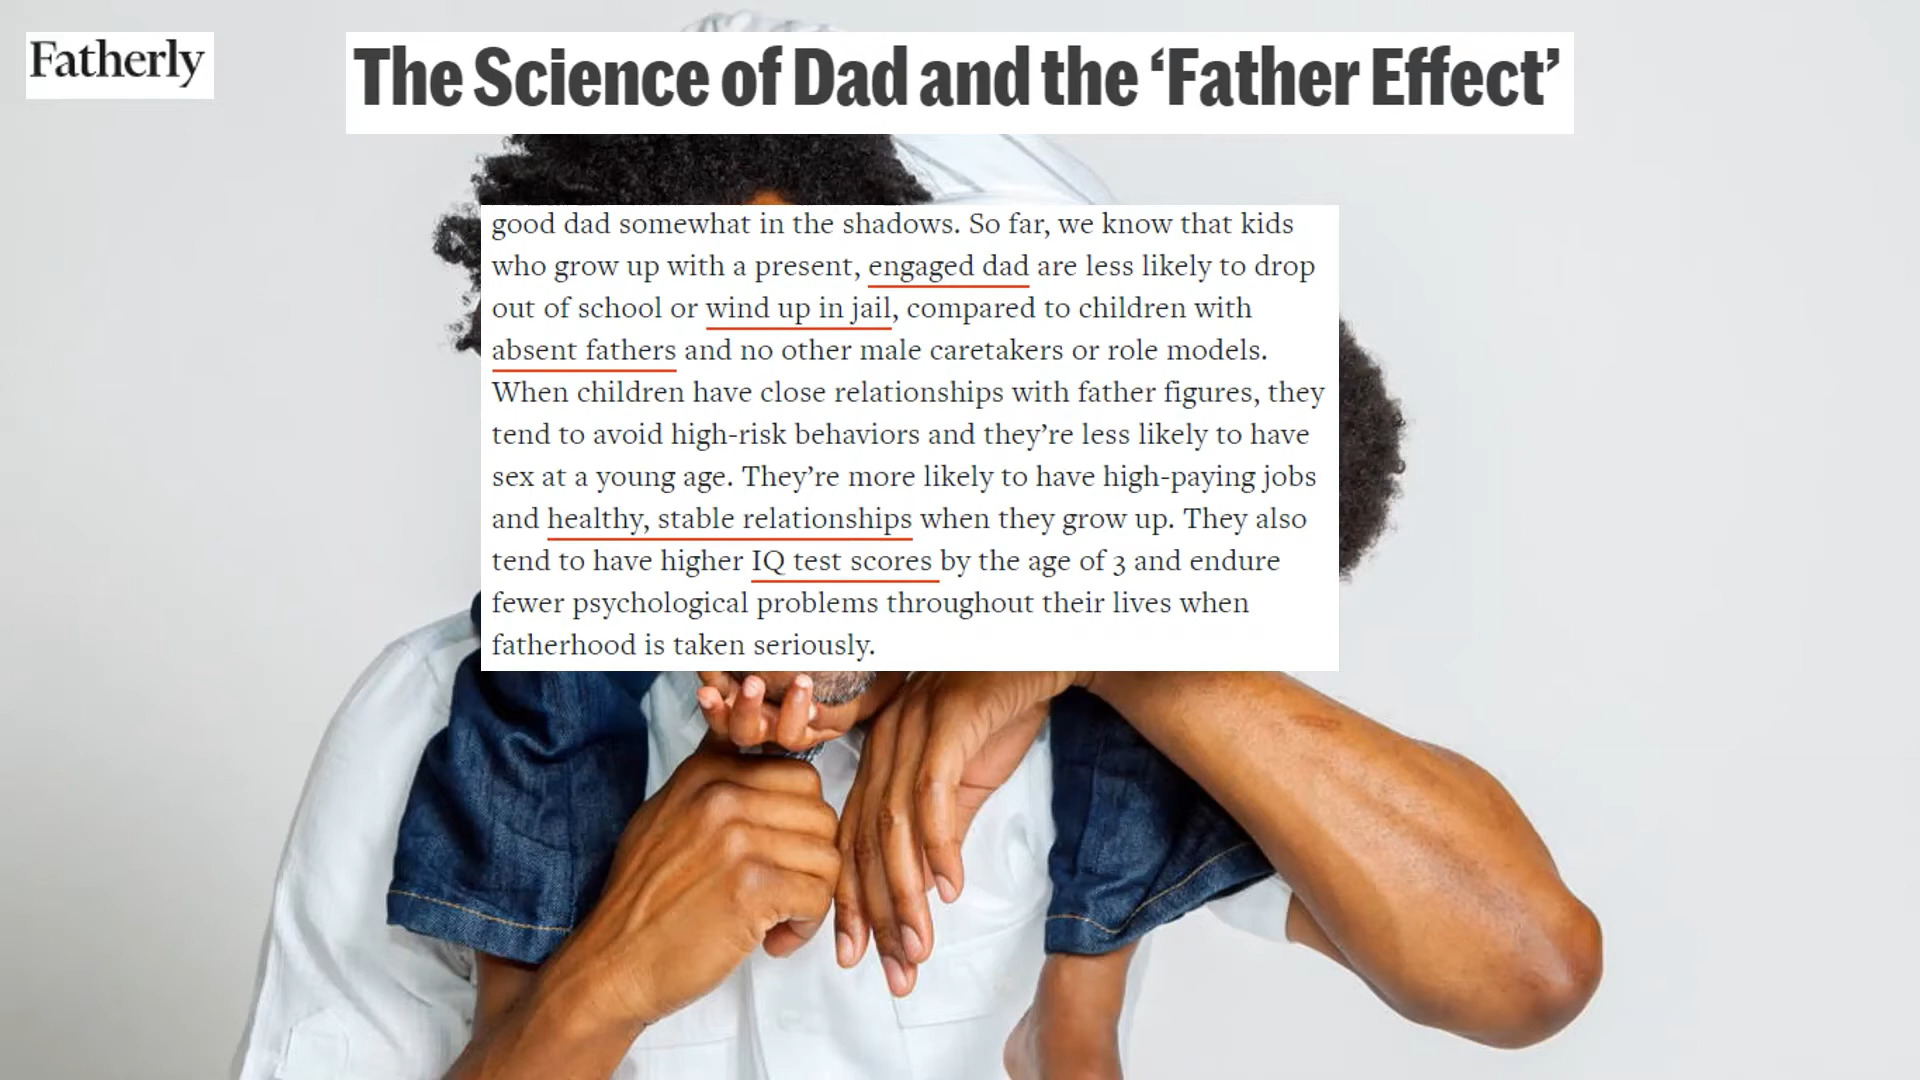 Fatherly
The Science of Dad and the ‘Father Effect’
good dad somewhat in the shadows. So far, we know that kids
who grow up with a present, engaged dad are less likely to drop
out of school or wind up in jail, compared to children with
absent fathers and no other male caretakers or role models.
When children have close relationships with father figures, they
tend to avoid high-risk behaviors and they’re less likely to have
sex at a young age. They’re more likely to have high-paying jobs
and healthy, stable relationships when they grow up. They also
tend to have higher IQ test scores by the age of 3 and endure
fewer psychological problems throughout their lives when
fatherhood is taken seriously.